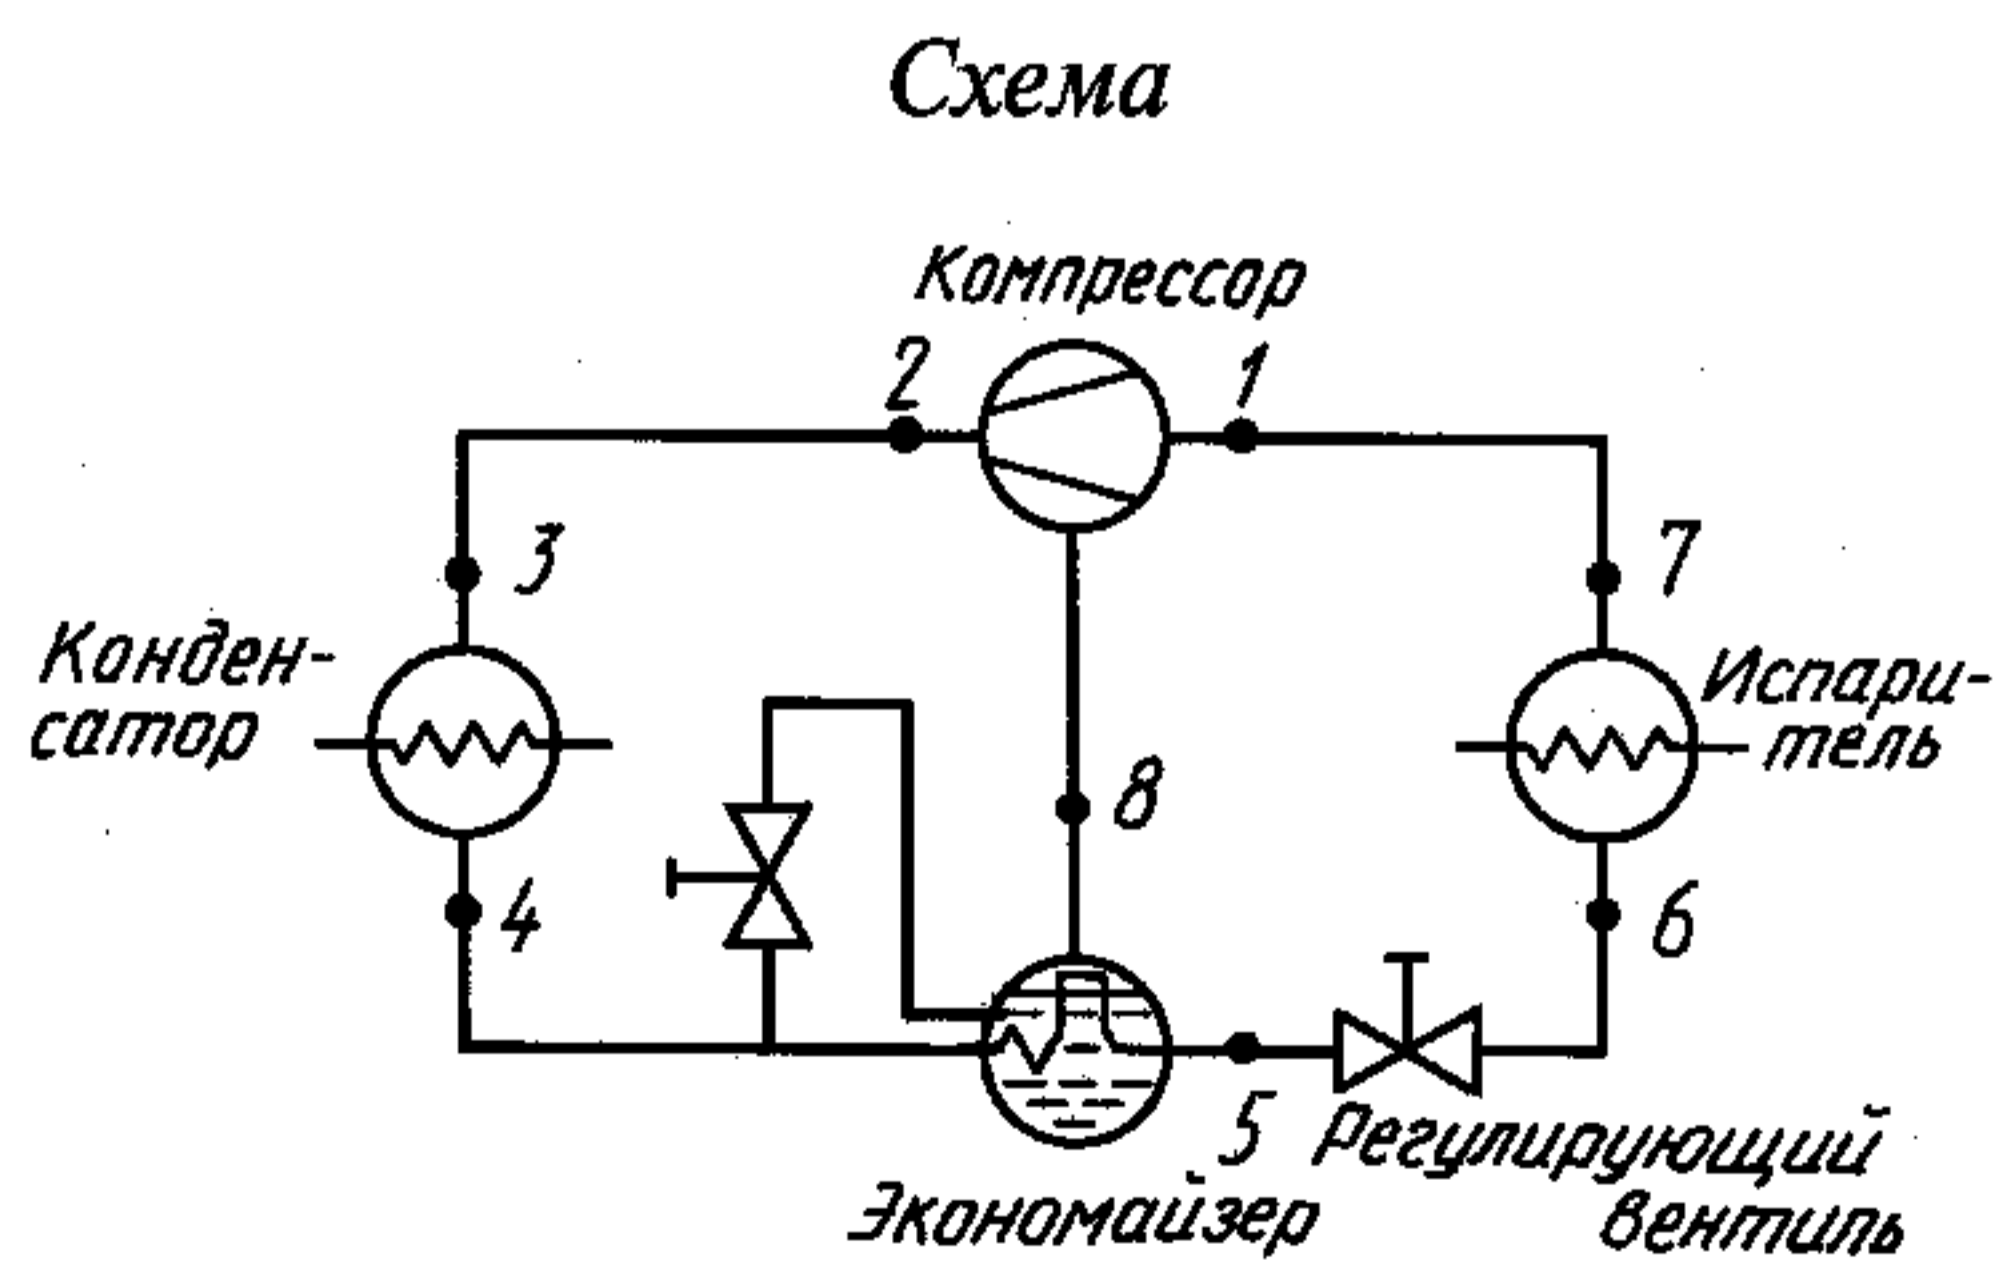 Схема
Компрессор
2
1
3
7
Конден-
сатор
Испари-
тель
8
4
6
5
Регулирующий
вентиль
Экономайзер